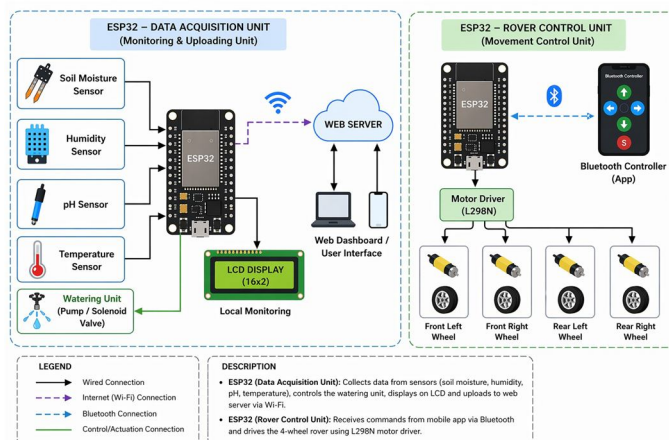 ESP32 – DATA ACQUISITION UNIT
(Monitoring & Uploading Unit)
Soil Moisture
Sensor
Humidity
Sensor
pH Sensor
Temperature
Sensor
Watering Unit
(Pump / Solenoid
Valve)
ESP32
WEB SERVER
Web Dashboard /
User Interface
LCD DISPLAY
(16x2)
Local Monitoring
ESP32 – ROVER CONTROL UNIT
(Movement Control Unit)
ESP32
Bluetooth Controller
S
Bluetooth Controller
(App)
Motor Driver
(L298N)
Front Left
Wheel
Front Right
Wheel
Rear Left
Wheel
Rear Right
Wheel
LEGEND
Wired Connection
Internet (Wi-Fi) Connection
Bluetooth Connection
Control/Actuation Connection
DESCRIPTION
• ESP32 (Data Acquisition Unit): Collects data from sensors (soil moisture, humidity,
pH, temperature), controls the watering unit, displays on LCD and uploads to web
server via Wi-Fi.
• ESP32 (Rover Control Unit): Receives commands from mobile app via Bluetooth
and drives the 4-wheel rover using L298N motor driver.